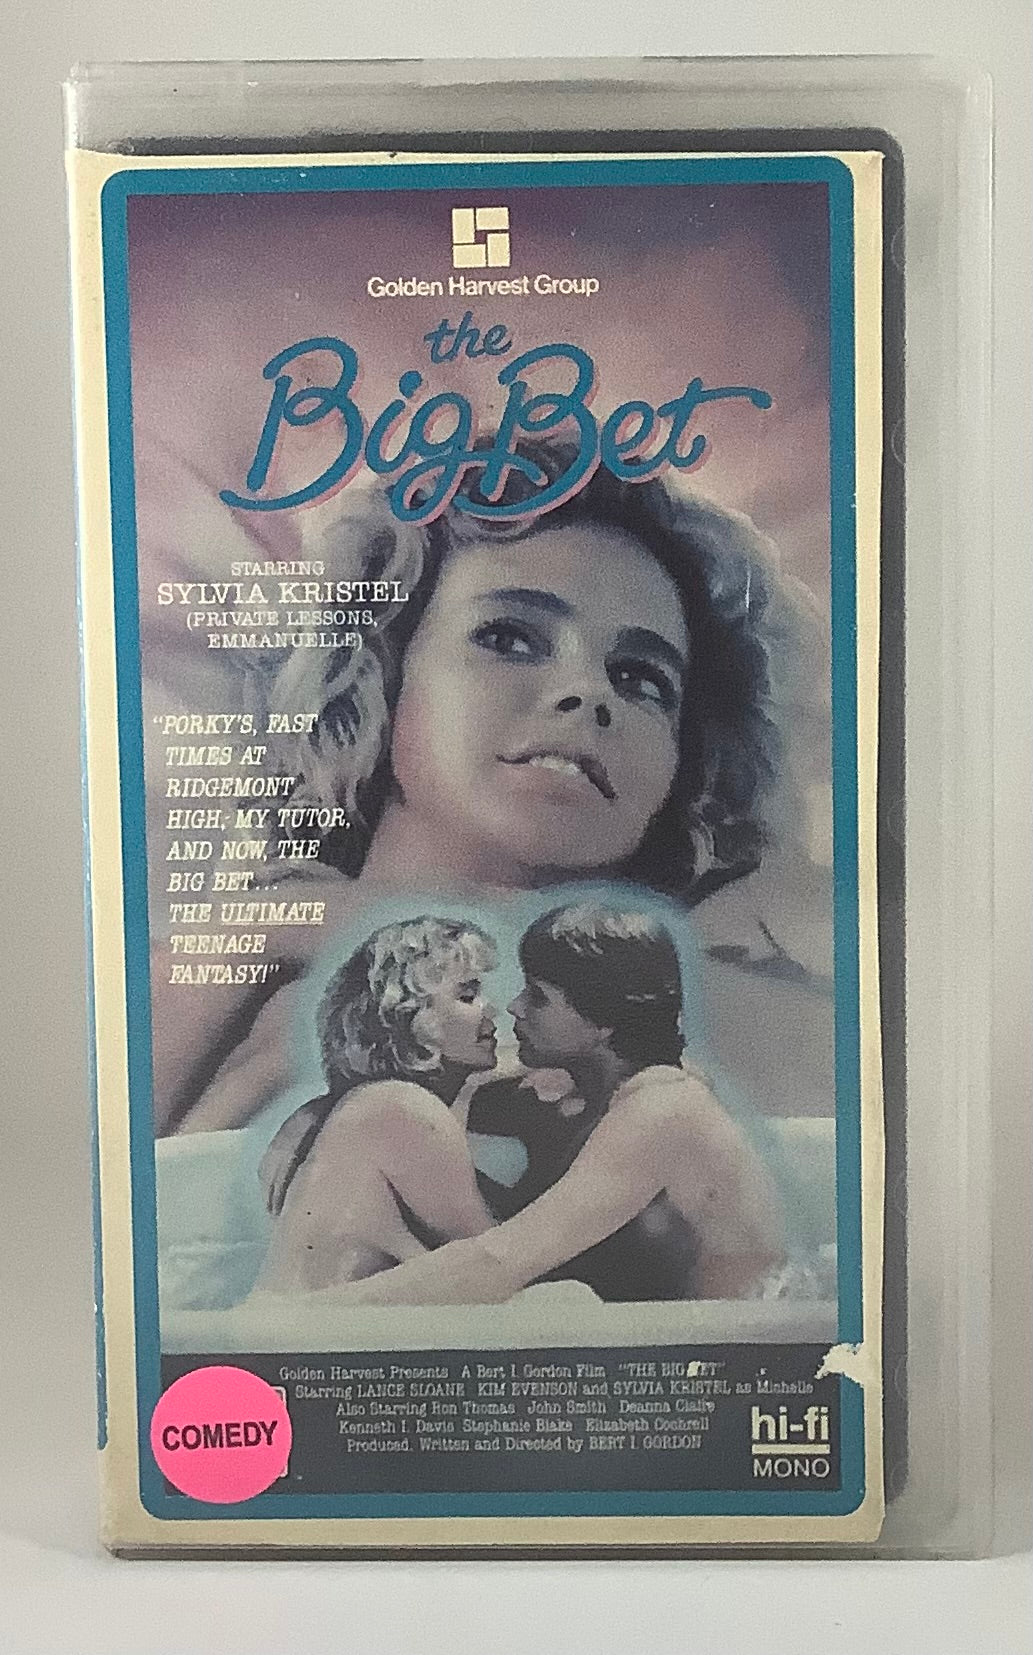 Golden Harvest Group
the
Big Bet
STARRING
SYLVIA KRISTEL
(PRIVATE LESSONS,
EMMANUELLE)
"PORKY'S, FAST
TIMES AT
RIDGEMONT
HIGH, MY TUTOR,
AND NOW, THE
BIG BET...
THE ULTIMATE
TEENAGE
FANTASY!"
Golden Harvest Presents A Bert I. Gordon Film "THE BIG BET"
Starring LANCE SLOANE KIM EVENSON and SYLVIA KRISTEL as Michelle
Also Starring Ron Thomas John Smith Deanna Claire
Kenneth I. Davis Stephanie Blake Elizabeth Cochrell
Produced, Written and Directed by BERT I. GORDON
COMEDY
hi-fi
MONO